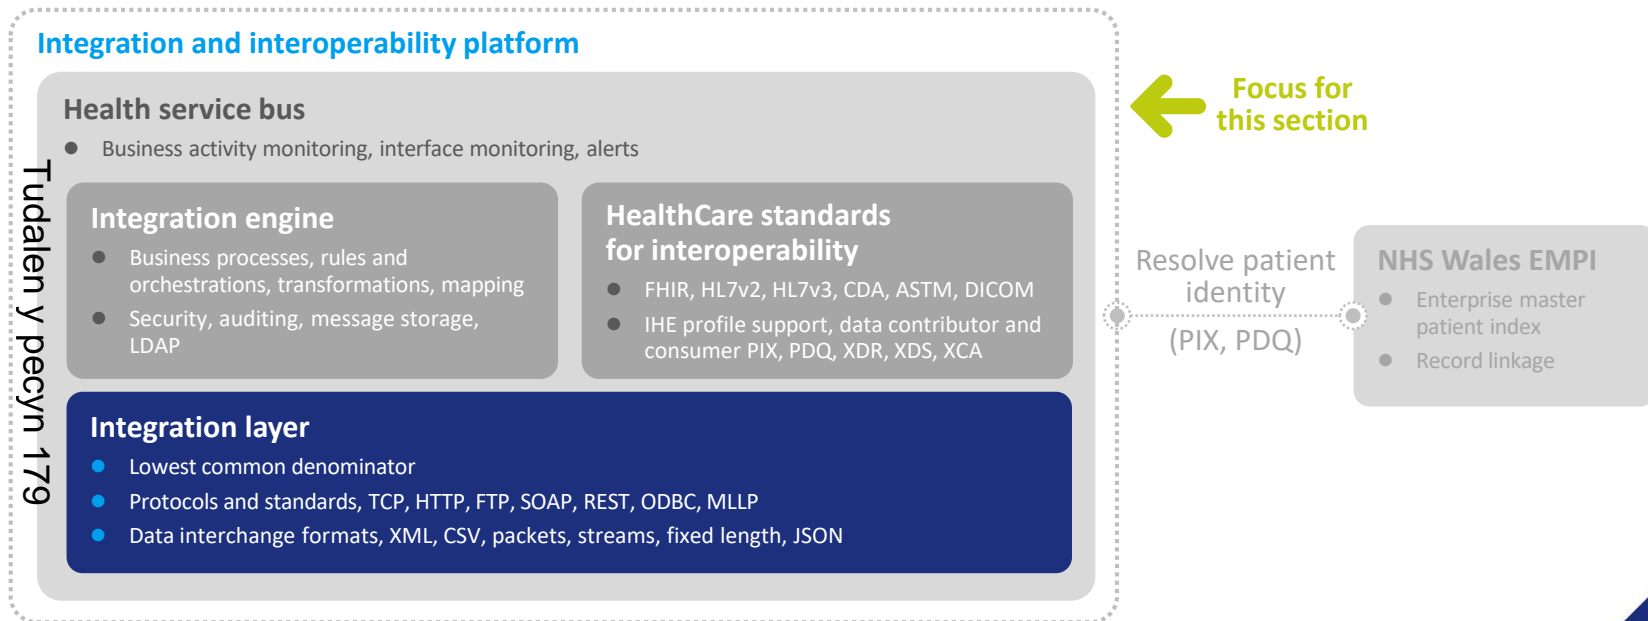 Integration and interoperability platform
Health service bus
Business activity monitoring, interface monitoring, alerts
Integration engine
Business processes, rules and
orchestrations, transformations, mapping
Security, auditing, message storage,
LDAP
HealthCare standards
for interoperability
FHIR, HL7v2, HL7v3, CDA, ASTM, DICOM
IHE profile support, data contributor and
consumer PIX, PDQ, XDR, XDS, XCA
Integration layer
Lowest common denominator
Protocols and standards, TCP, HTTP, FTP, SOAP, REST, ODBC, MLLP
Data interchange formats, XML, CSV, packets, streams, fixed length, JSON
Tudalen y pecyn 179
Focus for
this section
Resolve patient
identity
(PIX, PDQ)
NHS Wales EMPI
Enterprise master
patient index
Record linkage